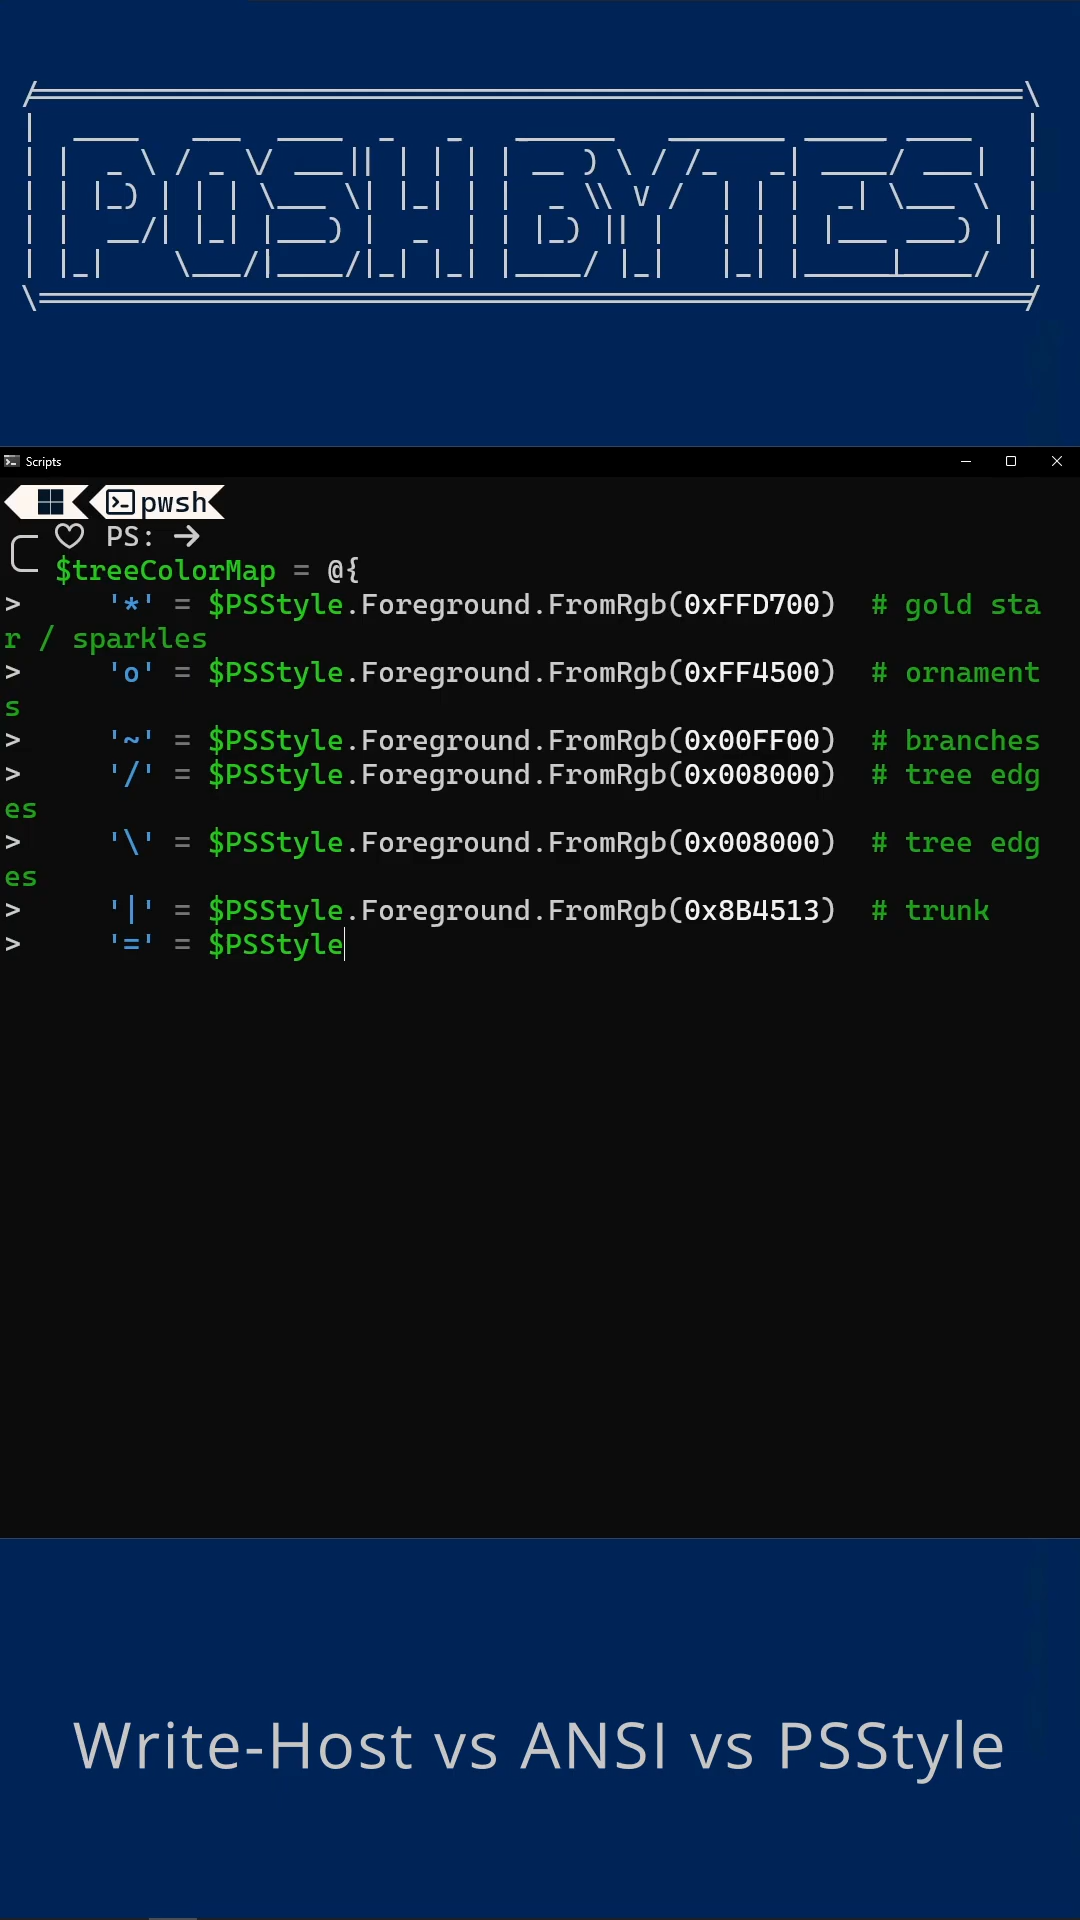 POSH BYTES
Scripts
pwsh
PS: →
$treeColorMap = @{
>     '*' = $PSStyle.Foreground.FromRgb(0xFFD700)  # gold sta
r / sparkles
>     'o' = $PSStyle.Foreground.FromRgb(0xFF4500)  # ornament
s
>     '~' = $PSStyle.Foreground.FromRgb(0x00FF00)  # branches
>     '/' = $PSStyle.Foreground.FromRgb(0x008000)  # tree edg
es
>     '\' = $PSStyle.Foreground.FromRgb(0x008000)  # tree edg
es
>     '|' = $PSStyle.Foreground.FromRgb(0x8B4513)  # trunk
>     '=' = $PSStyle
Write-Host vs ANSI vs PSStyle